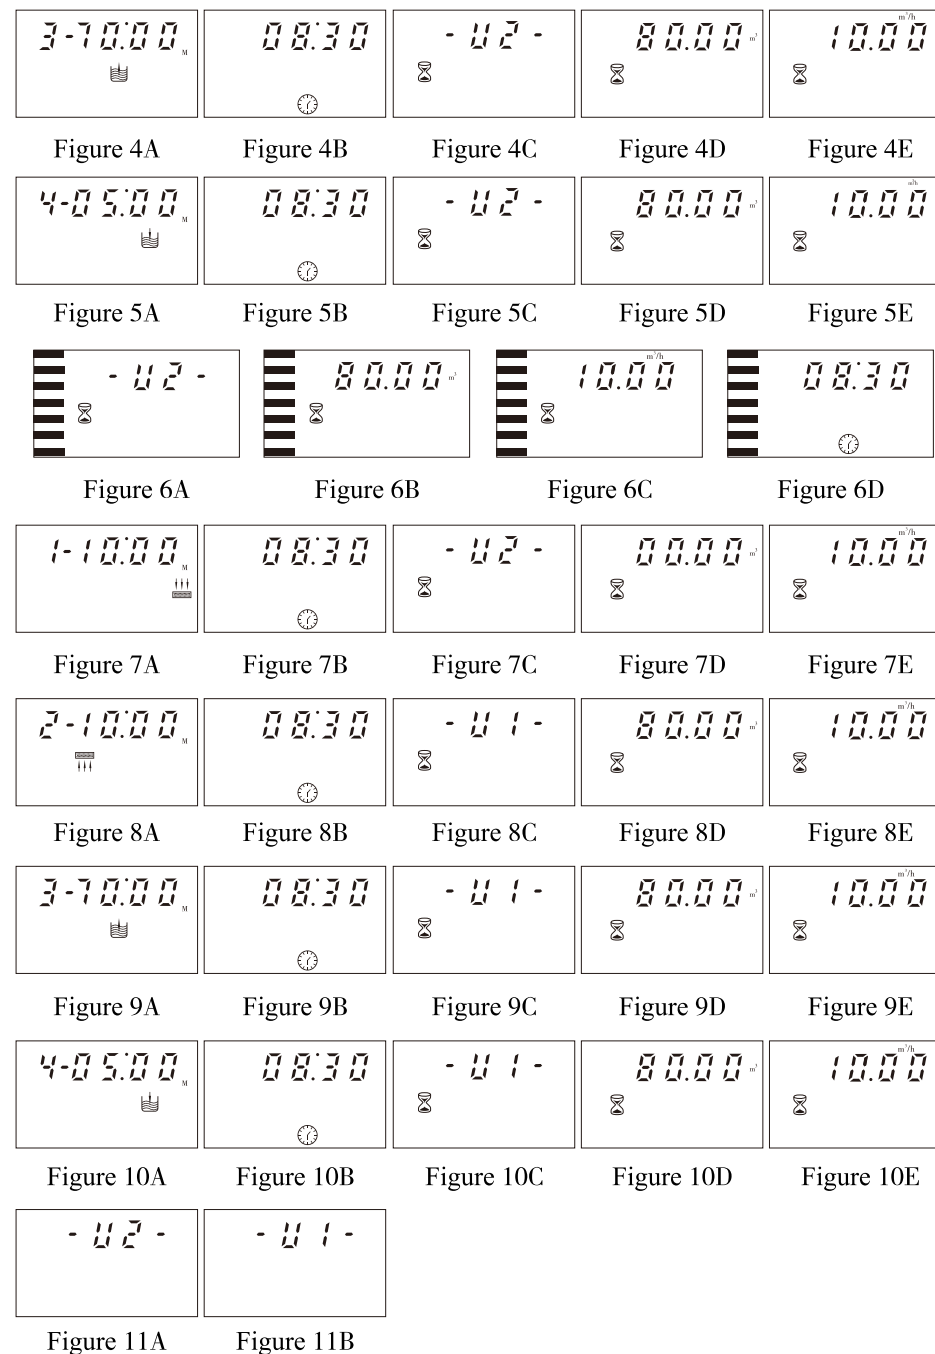 3-70:00 M 08:30 -U2- 80.00 m³ 10.00 m³/h
Figure 4A Figure 4B Figure 4C Figure 4D Figure 4E
4-05:00 M 08:30 -U2- 80.00 m³ 10.00 m³/h
Figure 5A Figure 5B Figure 5C Figure 5D Figure 5E
-U2- 80.00 m³ 10.00 m³/h 08:30
Figure 6A Figure 6B Figure 6C Figure 6D
1-10:00 M 08:30 -U2- 00.00 m³ 10.00 m³/h
Figure 7A Figure 7B Figure 7C Figure 7D Figure 7E
2-10:00 M 08:30 -U1- 80.00 m³ 10.00 m³/h
Figure 8A Figure 8B Figure 8C Figure 8D Figure 8E
3-70:00 M 08:30 -U1- 80.00 m³ 10.00 m³/h
Figure 9A Figure 9B Figure 9C Figure 9D Figure 9E
4-05:00 M 08:30 -U1- 80.00 m³ 10.00 m³/h
Figure 10A Figure 10B Figure 10C Figure 10D Figure 10E
-U2- -U1-
Figure 11A Figure 11B